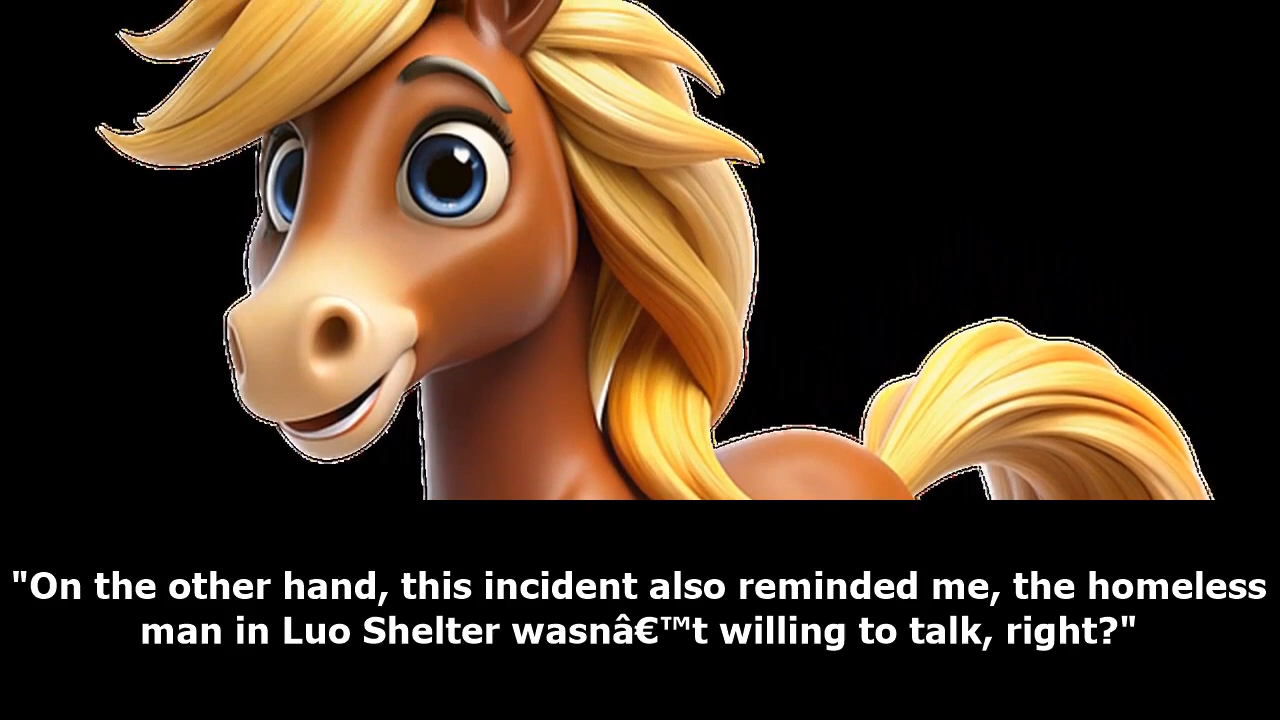 "On the other hand, this incident also reminded me, the homeless
man in Luo Shelter wasnâ€™t willing to talk, right?"